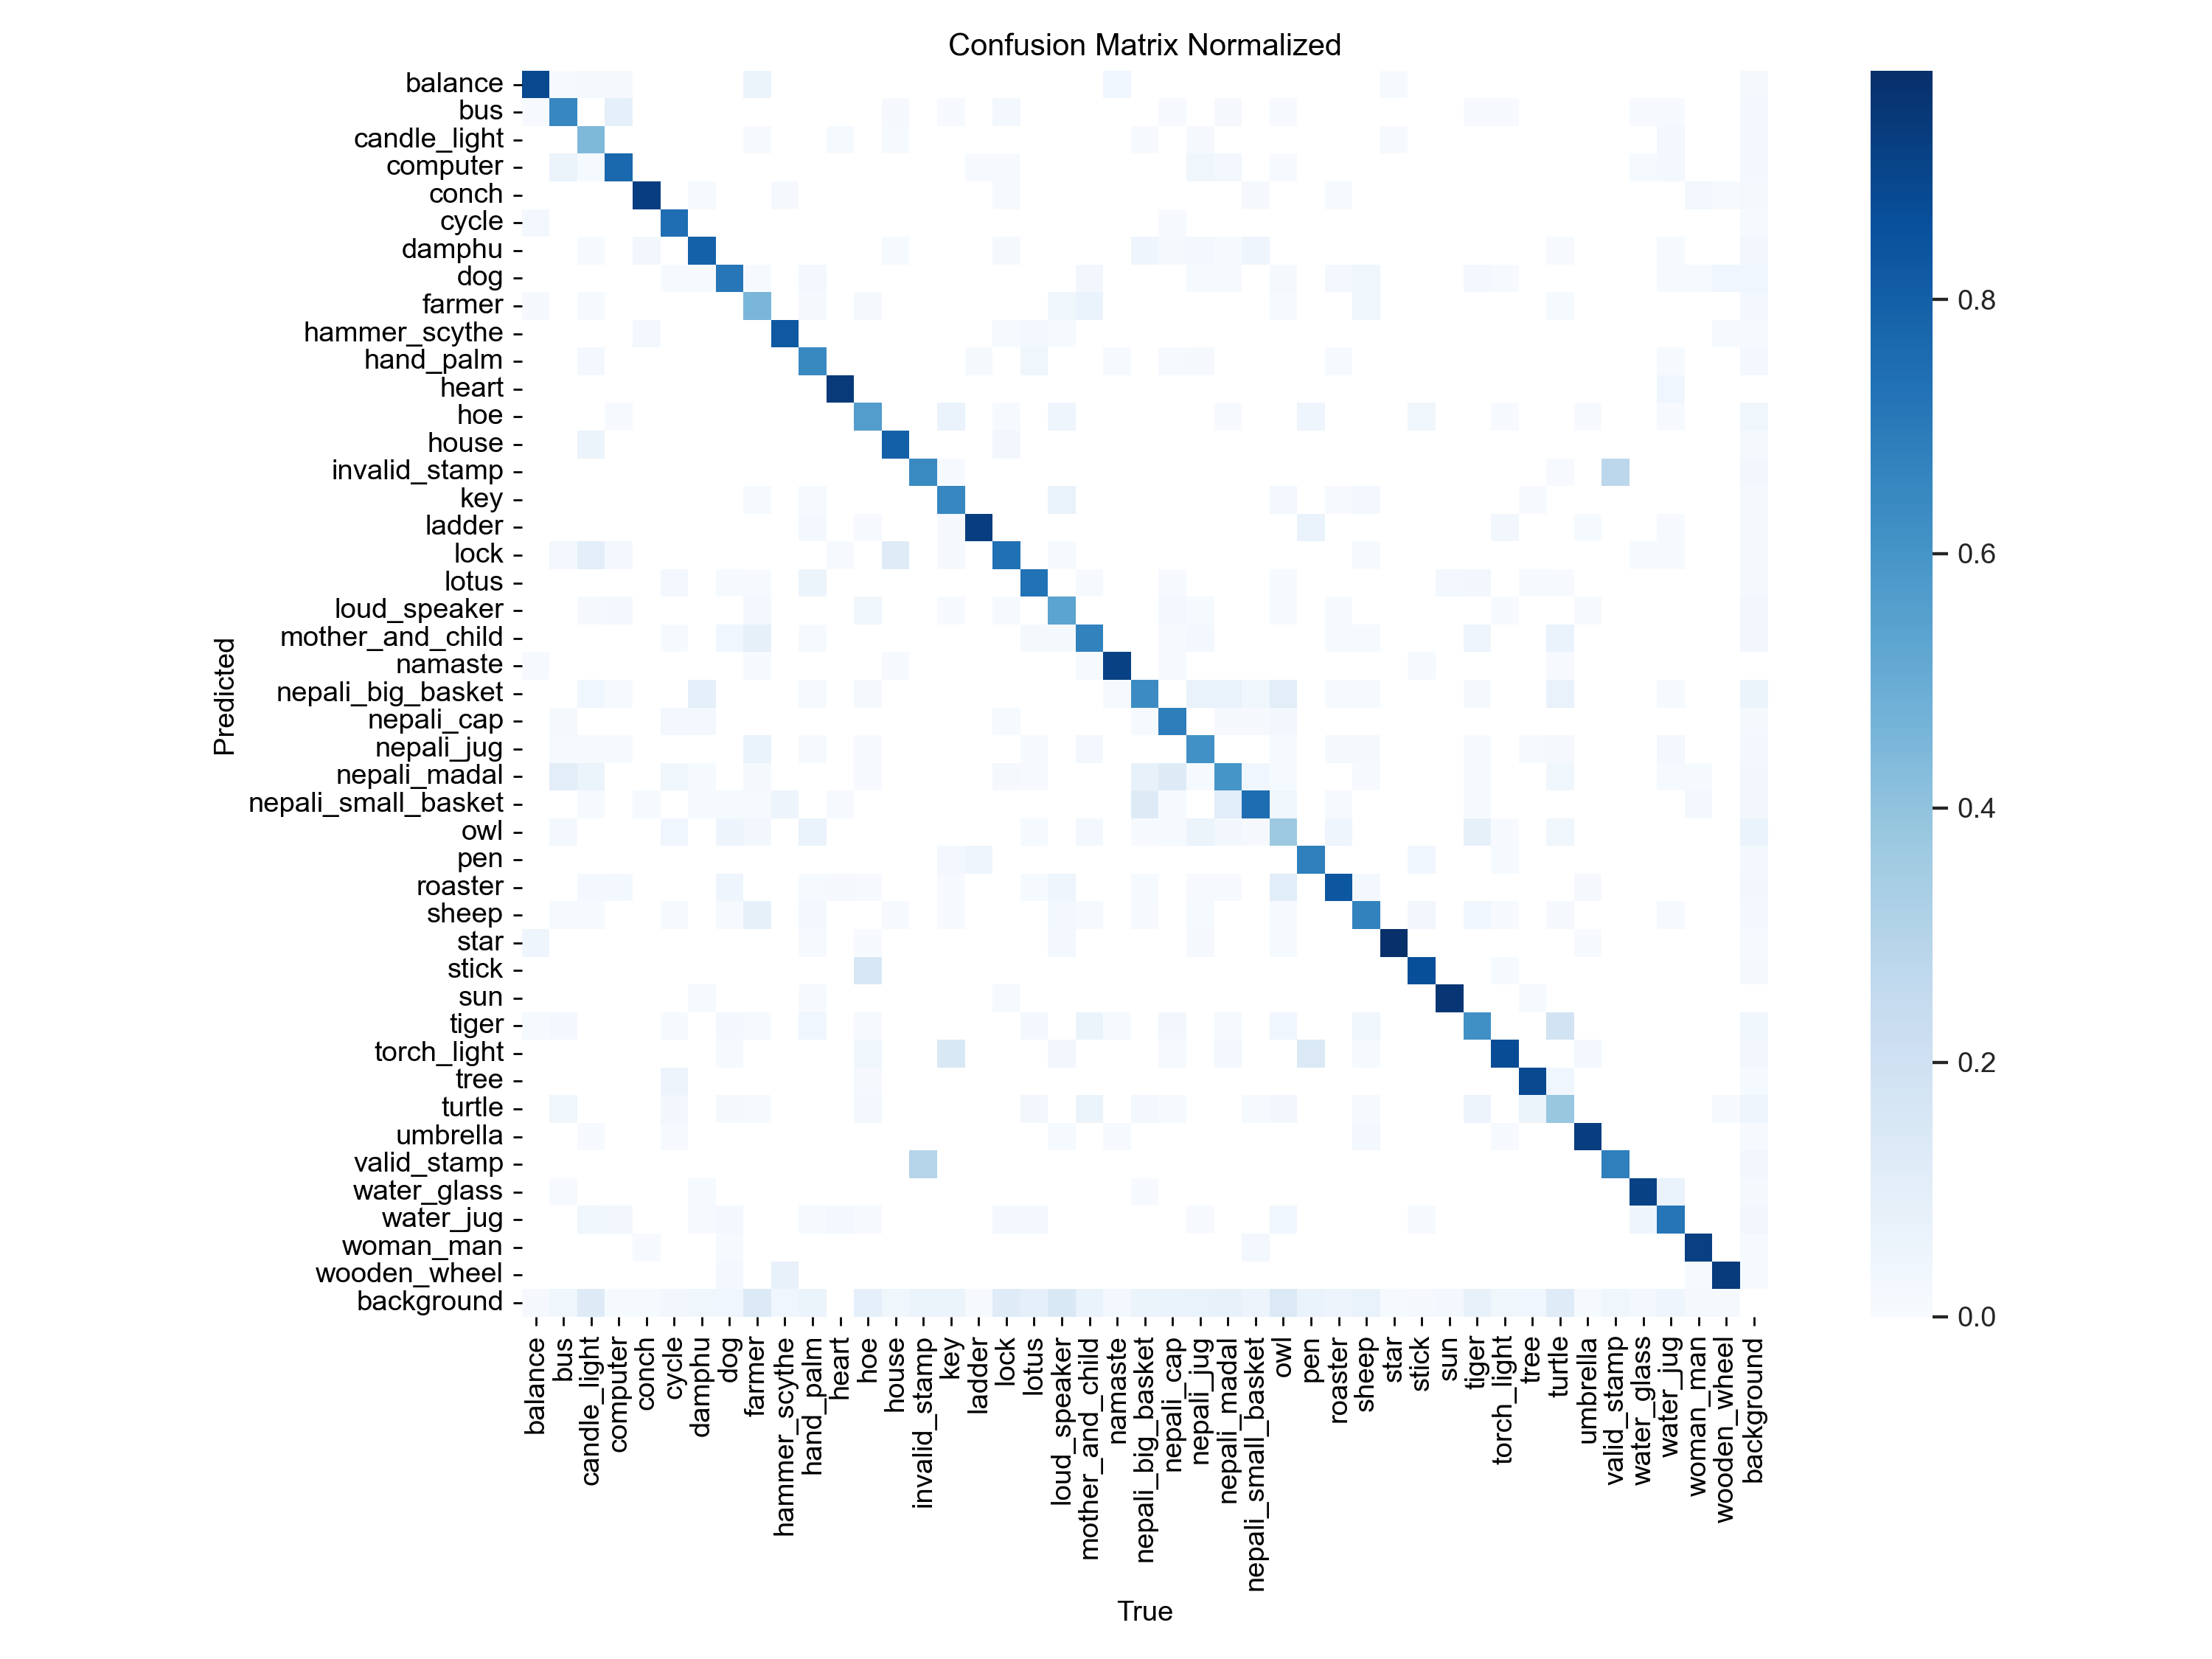 Confusion Matrix Normalized
balance
bus
candle_light
computer
conch
cycle
damphu
dog
farmer
hammer_scythe
hand_palm
heart
hoe
house
invalid_stamp
key
ladder
lock
lotus
loud_speaker
mother_and_child
namaste
nepali_big_basket
nepali_cap
nepali_jug
nepali_madal
nepali_small_basket
owl
pen
roaster
sheep
star
stick
sun
tiger
torch_light
tree
turtle
umbrella
valid_stamp
water_glass
water_jug
woman_man
wooden_wheel
background
Predicted
balance
bus
candle_light
computer
conch
cycle
damphu
dog
farmer
hammer_scythe
hand_palm
heart
hoe
house
invalid_stamp
key
ladder
lock
lotus
loud_speaker
mother_and_child
namaste
nepali_big_basket
nepali_cap
nepali_jug
nepali_madal
nepali_small_basket
owl
pen
roaster
sheep
star
stick
sun
tiger
torch_light
tree
turtle
umbrella
valid_stamp
water_glass
water_jug
woman_man
wooden_wheel
background
True
0.8
0.6
0.4
0.2
0.0